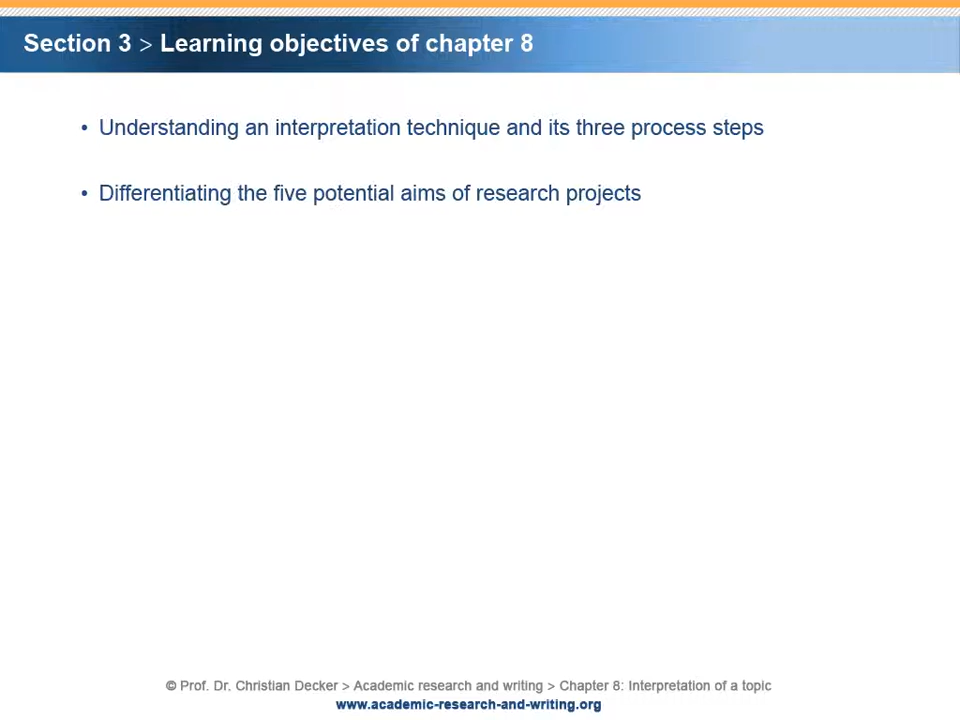 Section 3 > Learning objectives of chapter 8
• Understanding an interpretation technique and its three process steps
• Differentiating the five potential aims of research projects
© Prof. Dr. Christian Decker > Academic research and writing > Chapter 8: Interpretation of a topic
www.academic-research-and-writing.org